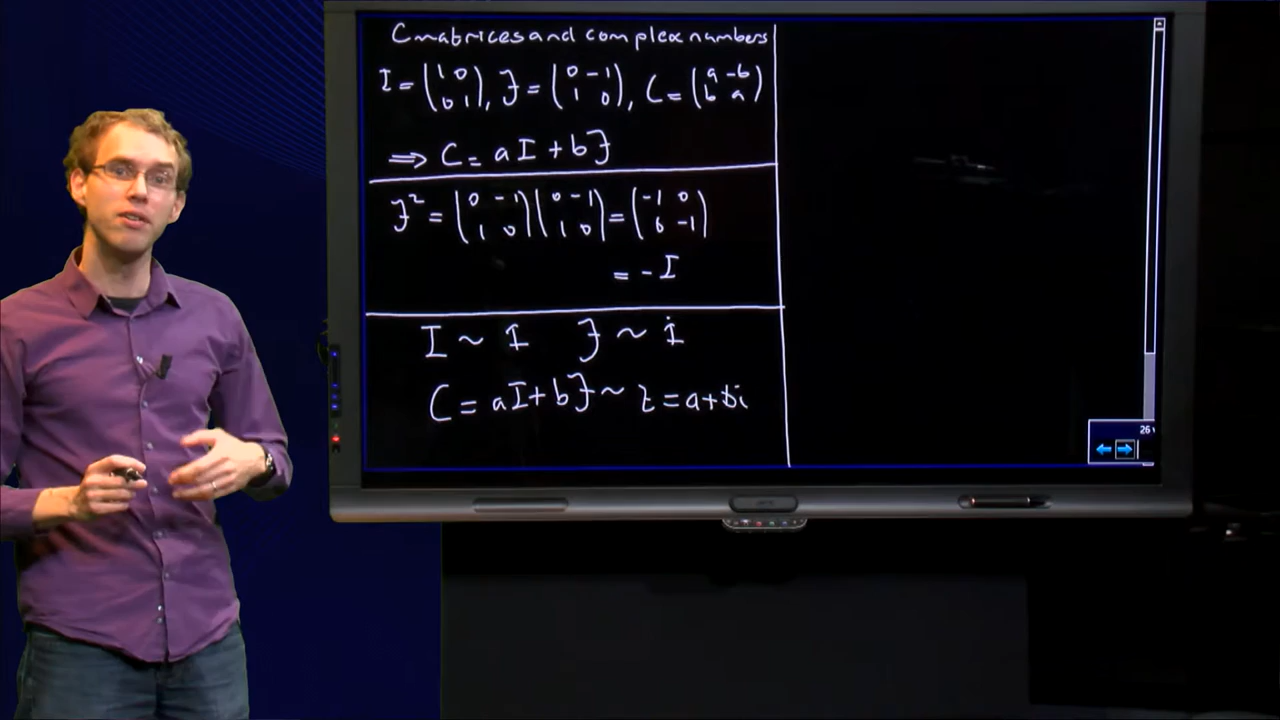 C matrices and complex numbers
I = (1 0 0 1), J = (0 -1 1 0), C = (a -b b a)
⇒ C = aI + bJ
J² = (0 -1 1 0)(0 -1 1 0) = (-1 0 0 -1)
= - I
I ~ 1 J ~ i
C = aI + bJ ~ z = a + bi
26